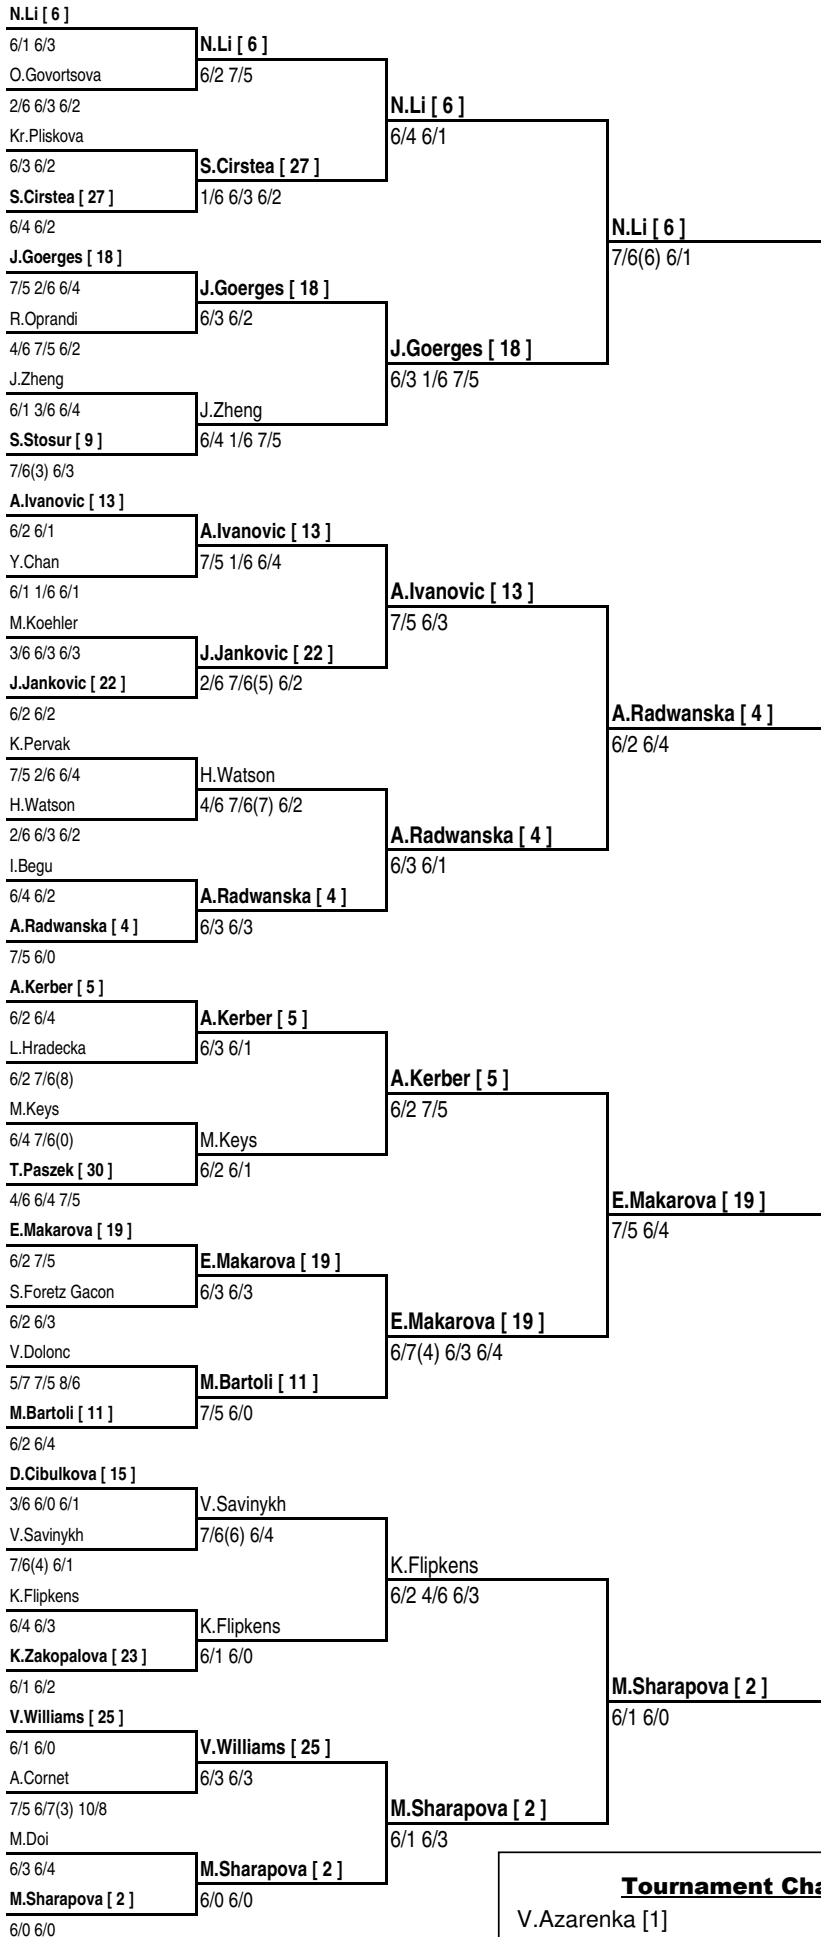 N.Li [ 6 ]
6/1 6/3
O.Govortsova
2/6 6/3 6/2
Kr.Pliskova
6/3 6/2
S.Cirstea [ 27 ]
6/4 6/2
J.Goerges [ 18 ]
7/5 2/6 6/4
R.Oprandi
4/6 7/5 6/2
J.Zheng
6/1 3/6 6/4
S.Stosur [ 9 ]
7/6(3) 6/3
A.Ivanovic [ 13 ]
6/2 6/1
Y.Chan
6/1 1/6 6/1
M.Koehler
3/6 6/3 6/3
J.Jankovic [ 22 ]
6/2 6/2
K.Pervak
7/5 2/6 6/4
H.Watson
2/6 6/3 6/2
I.Begu
6/4 6/2
A.Radwanska [ 4 ]
7/5 6/0
A.Kerber [ 5 ]
6/2 6/4
L.Hradecka
6/2 7/6(8)
M.Keys
6/4 7/6(0)
T.Paszek [ 30 ]
4/6 6/4 7/5
E.Makarova [ 19 ]
6/2 7/5
S.Foretz Gacon
6/2 6/3
V.Dolonc
5/7 7/5 8/6
M.Bartoli [ 11 ]
6/2 6/4
D.Cibulkova [ 15 ]
3/6 6/0 6/1
V.Savinykh
7/6(4) 6/1
K.Flipkens
6/4 6/3
K.Zakopalova [ 23 ]
6/1 6/2
V.Williams [ 25 ]
6/1 6/0
A.Cornet
7/5 6/7(3) 10/8
M.Doi
6/3 6/4
M.Sharapova [ 2 ]
6/0 6/0
N.Li [ 6 ]
6/2 7/5
S.Cirstea [ 27 ]
1/6 6/3 6/2
J.Goerges [ 18 ]
6/3 6/2
J.Zheng
6/4 1/6 7/5
A.Ivanovic [ 13 ]
7/5 1/6 6/4
J.Jankovic [ 22 ]
2/6 7/6(5) 6/2
H.Watson
4/6 7/6(7) 6/2
A.Radwanska [ 4 ]
6/3 6/3
A.Kerber [ 5 ]
6/3 6/1
M.Keys
6/2 6/1
E.Makarova [ 19 ]
6/3 6/3
M.Bartoli [ 11 ]
7/5 6/0
V.Savinykh
7/6(6) 6/4
K.Flipkens
6/1 6/0
V.Williams [ 25 ]
6/3 6/3
M.Sharapova [ 2 ]
6/0 6/0
N.Li [ 6 ]
6/4 6/1
J.Goerges [ 18 ]
6/3 1/6 7/5
A.Ivanovic [ 13 ]
7/5 6/3
A.Radwanska [ 4 ]
6/3 6/1
A.Kerber [ 5 ]
6/2 7/5
E.Makarova [ 19 ]
6/7(4) 6/3 6/4
K.Flipkens
6/2 4/6 6/3
M.Sharapova [ 2 ]
6/1 6/3
N.Li [ 6 ]
7/6(6) 6/1
A.Radwanska [ 4 ]
6/2 6/4
E.Makarova [ 19 ]
7/5 6/4
M.Sharapova [ 2 ]
6/1 6/0
Tournament Cha
V.Azarenka [1]